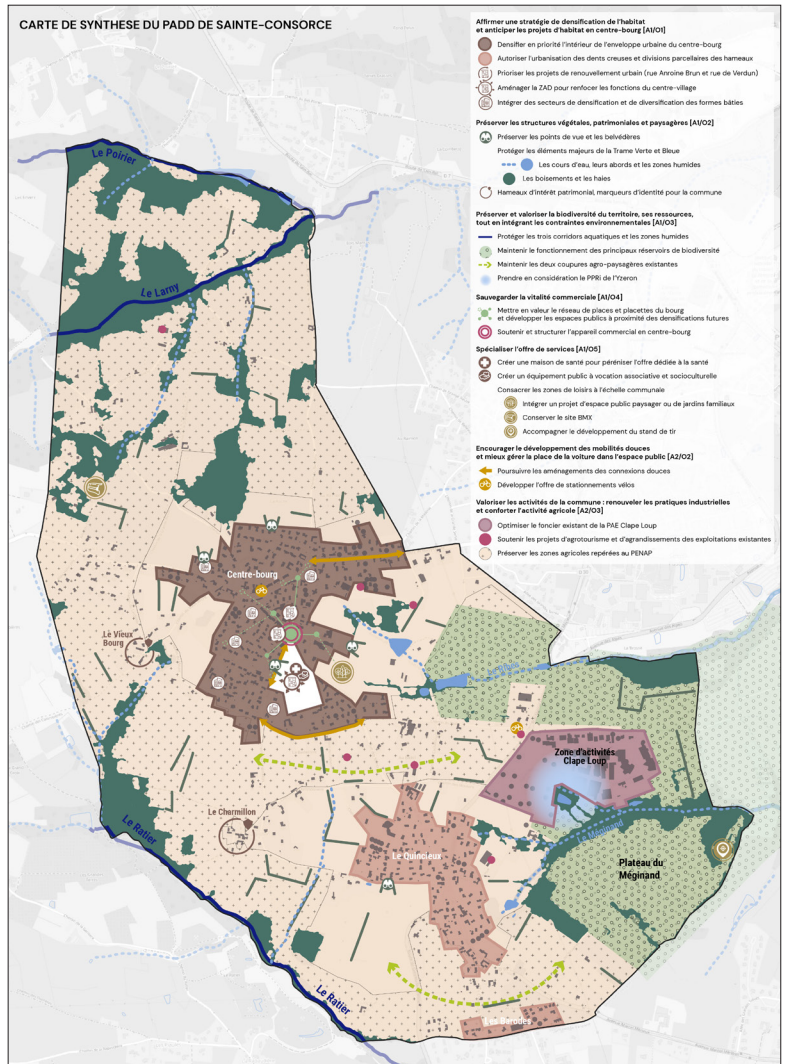 CARTE DE SYNTHESE DU PADD DE SAINTE-CONSORCE
Affirmer une stratégie de densification de l'habitat
et anticiper les projets d'habitat en centre-bourg [A1/O1]
Densifier en priorité l'intérieur de l'enveloppe urbaine du centre-bourg
Autoriser l'urbanisation des dents creuses et divisions parcellaires des hameaux
Prioriser les projets de renouvellement urbain (rue Anroine Brun et rue de Verdun)
Aménager la ZAD pour renfocer les fonctions du centre-village
Intégrer des secteurs de densification et de diversification des formes bâties
Préserver les structures végétales, patrimoniales et paysagères [A1/O2]
Préserver les points de vue et les belvédères
Protéger les éléments majeurs de la Trame Verte et Bleue
Les cours d'eau, leurs abords et les zones humides
Les boisements et les haies
Hameaux d'intérêt patrimonial, marqueurs d'identité pour la commune
Préserver et valoriser la biodiversité du territoire, ses ressources,
tout en intégrant les contraintes environnementales [A1/O3]
Protéger les trois corridors aquatiques et les zones humides
Maintenir le fonctionnement des principaux réservoirs de biodiversité
Maintenir les deux coupures agro-paysagères existantes
Prendre en considération le PPRi de l'Yzeron
Sauvegarder la vitalité commerciale [A1/O4]
Mettre en valeur le réseau de places et placettes du bourg
et développer les espaces publics à proximité des densifications futures
Soutenir et structurer l'appareil commercial en centre-bourg
Spécialiser l'offre de services [A1/O5]
Créer une maison de santé pour péréniser l'offre dédiée à la santé
Créer un équipement public à vocation associative et socioculturelle
Consacrer les zones de loisirs à l'échelle communale
Intégrer un projet d'espace public paysager ou de jardins familiaux
Conserver le site BMX
Accompagner le développement du stand de tir
Encourager le développement des mobilités douces
et mieux gérer la place de la voiture dans l'espace public [A2/O2]
Poursuivre les aménagements des connexions douces
Développer l'offre de stationnements vélos
Valoriser les activités de la commune : renouveler les pratiques industrielles
et conforter l'activité agricole [A2/O3]
Optimiser le foncier existant de la PAE Clape Loup
Soutenir les projets d'agrotourisme et d'agrandissements des exploitations existantes
Préserver les zones agricoles repérées au PENAP
Le Poirier
Le Larny
Centre-bourg
Le Vieux
Bourg
Zone d'activités
Clape Loup
Le Charmillon
Le Méginand
Le Ratier
Le Quincieux
Plateau du
Méginand
Le Ratier
Les Bérodes